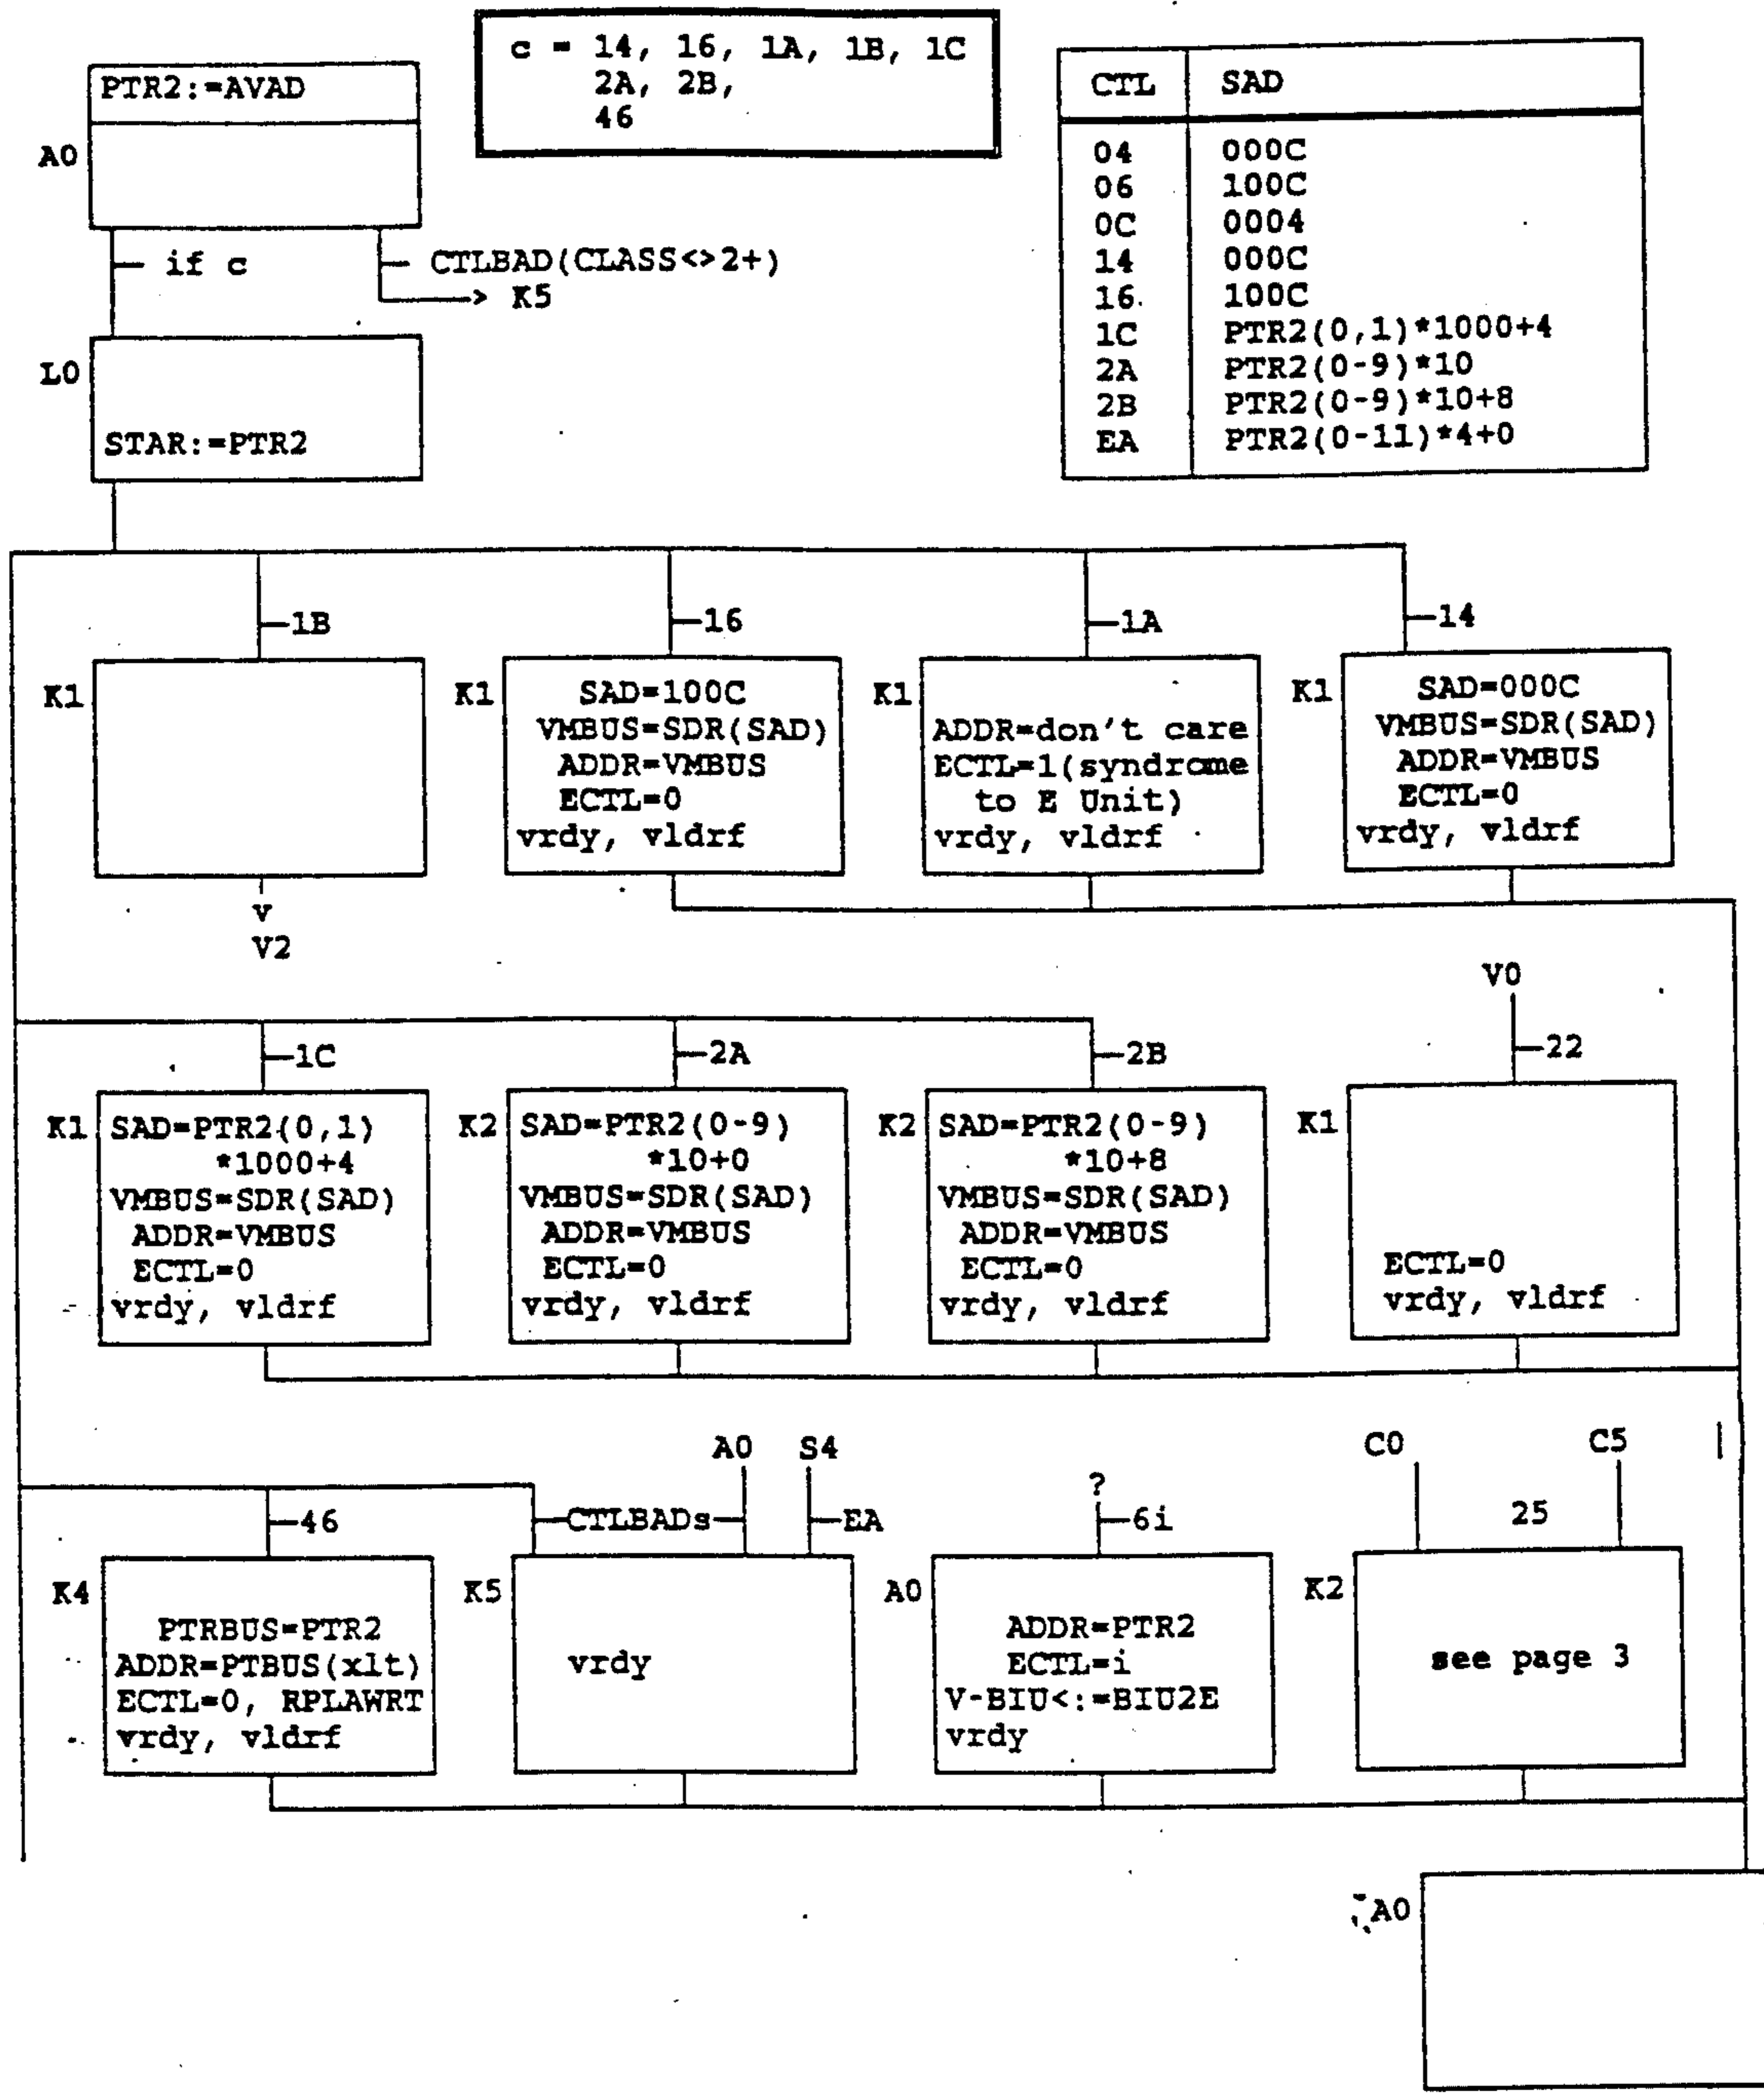 c = 14, 16, 1A, 1B, 1C
2A, 2B,
46
PTR2:=AVAD
A0
if c
CTLBAD(CLASS<>2+)
> K5
L0
STAR:=PTR2
CTL SAD
04 000C
06 100C
0C 0004
14 000C
16 100C
1C PTR2(0,1)*1000+4
2A PTR2(0-9)*10
2B PTR2(0-9)*10+8
EA PTR2(0-11)*4+0
1B
K1
v
V2
16
K1
SAD=100C
VMBUS=SDR(SAD)
ADDR=VMBUS
ECTL=0
vrdy, vldrf
1A
K1
ADDR=don't care
ECTL=1(syndrome
to E Unit)
vrdy, vldrf
14
K1
SAD=000C
VMBUS=SDR(SAD)
ADDR=VMBUS
ECTL=0
vrdy, vldrf
1C
K1
SAD=PTR2(0,1)
*1000+4
VMBUS=SDR(SAD)
ADDR=VMBUS
ECTL=0
vrdy, vldrf
2A
K2
SAD=PTR2(0-9)
*10+0
VMBUS=SDR(SAD)
ADDR=VMBUS
ECTL=0
vrdy, vldrf
2B
K2
SAD=PTR2(0-9)
*10+8
VMBUS=SDR(SAD)
ADDR=VMBUS
ECTL=0
vrdy, vldrf
V0
22
K1
ECTL=0
vrdy, vldrf
46
K4
PTRBUS=PTR2
ADDR=PTBUS(xlt)
ECTL=0, RPLAWRT
vrdy, vldrf
A0 S4
CTLBADs
EA
K5
vrdy
?
6i
A0
ADDR=PTR2
ECTL=i
V-BIU<:=BIU2E
vrdy
C0 C5
25
K2
see page 3
A0